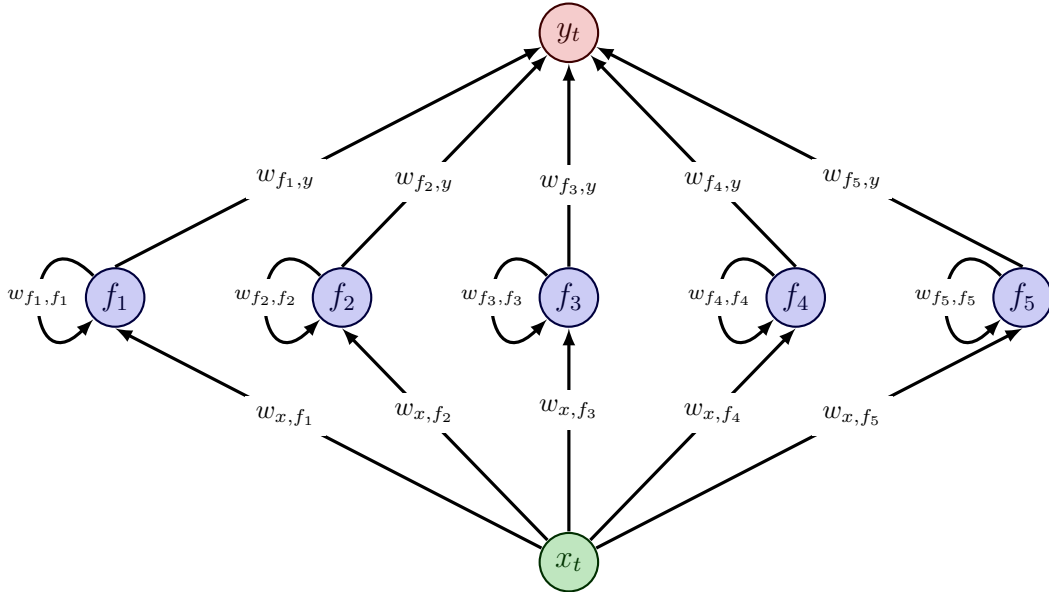 y_t
w_{f_1,y} w_{f_2,y} w_{f_3,y} w_{f_4,y} w_{f_5,y}
w_{f_1,f_1} f_1 w_{f_2,f_2} f_2 w_{f_3,f_3} f_3 w_{f_4,f_4} f_4 w_{f_5,f_5} f_5
w_{x,f_1} w_{x,f_2} w_{x,f_3} w_{x,f_4} w_{x,f_5}
x_t